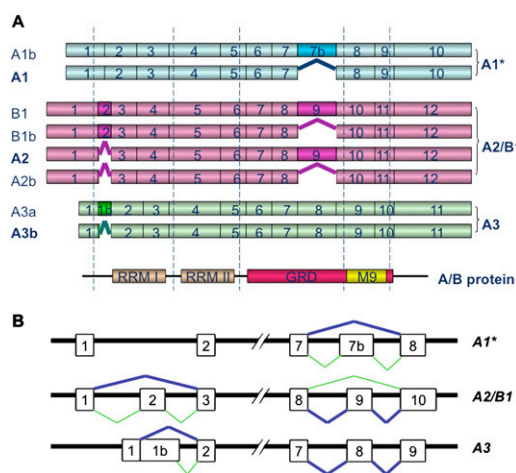 A
A1b 1 2 3 4 5 6 7 7b 8 9 10
A1 1 2 3 4 5 6 7 8 9 10
A1*
B1 1 2 3 4 5 6 7 8 9 10 11 12
B1b 1 2 3 4 5 6 7 8 10 11 12
A2 1 3 4 5 6 7 8 9 10 11 12
A2b 1 3 4 5 6 7 8 10 11 12
A2/B1
A3a 1 1b 2 3 4 5 6 7 8 9 10 11
A3b 1 2 3 4 5 6 7 8 9 10 11
A3
RRM I RRM II GRD M9 A/B protein
B
1 2 7 7b 8 A1*
1 2 3 8 9 10 A2/B1
1 1b 2 7 8 9 A3